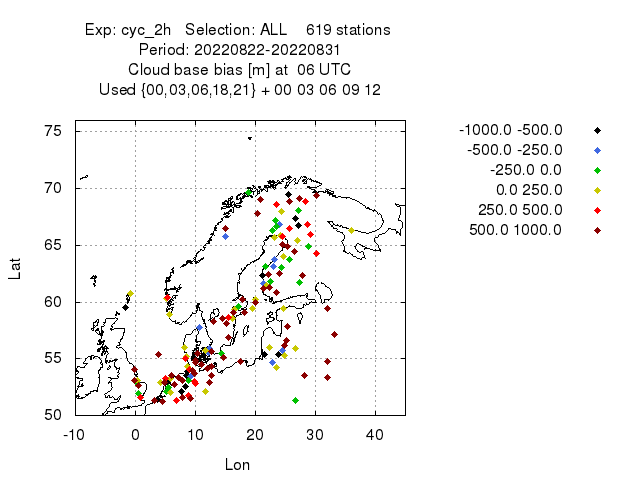 Exp: cyc_2h Selection: ALL 619 stations
Period: 20220822-20220831
Cloud base bias [m] at 06 UTC
Used {00,03,06,18,21} + 00 03 06 09 12
75
70
65
60
55
50
-10 0 10 20 30 40
Lat
Lon
-1000.0 -500.0
-500.0 -250.0
-250.0 0.0
0.0 250.0
250.0 500.0
500.0 1000.0